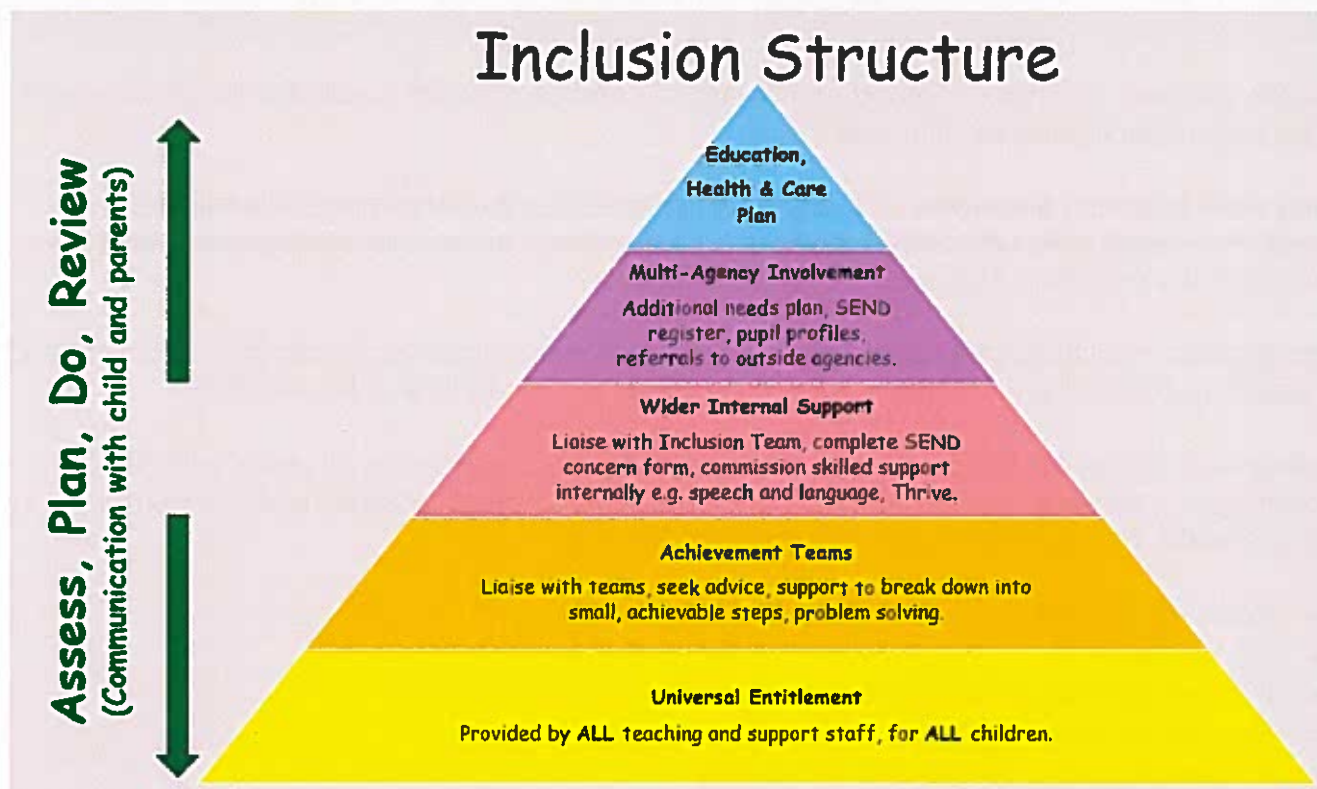 Inclusion Structure
Assess, Plan, Do, Review
(Communication with child and parents)
Education,
Health & Care
Plan
Multi-Agency Involvement
Additional needs plan, SEND
register, pupil profiles,
referrals to outside agencies.
Wider Internal Support
Liaise with Inclusion Team, complete SEND
concern form, commission skilled support
internally e.g. speech and language, Thrive.
Achievement Teams
Liaise with teams, seek advice, support to break down into
small, achievable steps, problem solving.
Universal Entitlement
Provided by ALL teaching and support staff, for ALL children.